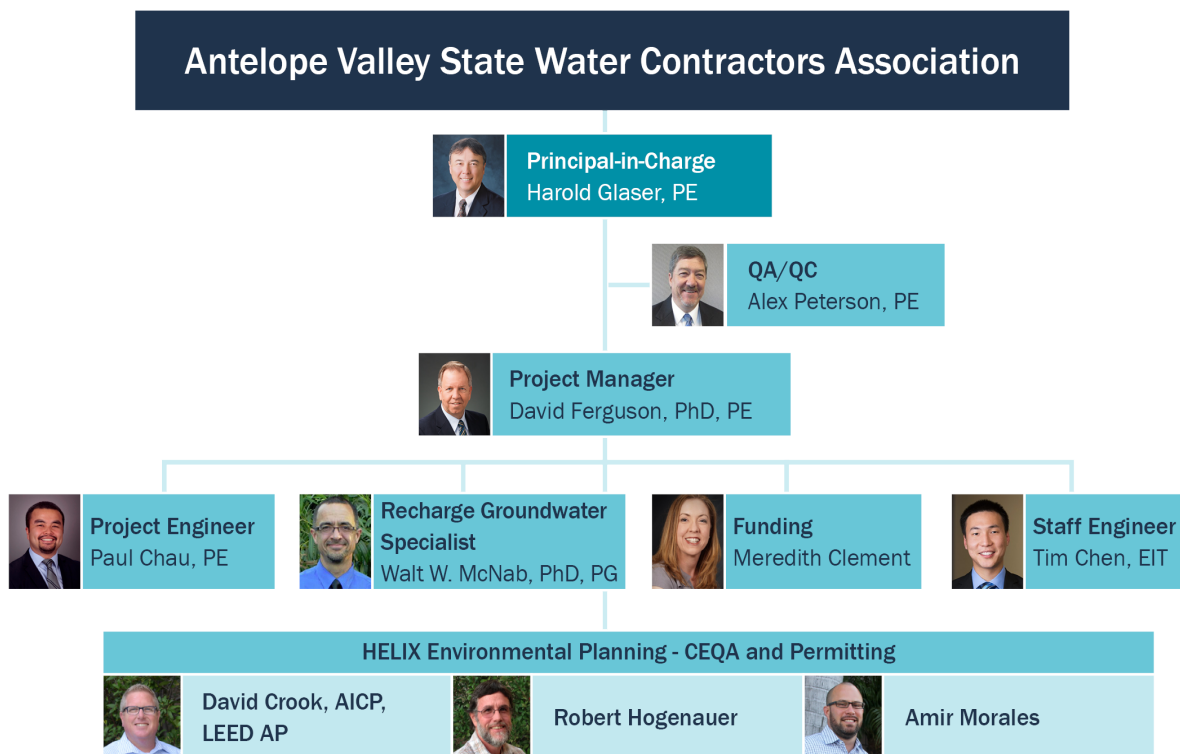 Antelope Valley State Water Contractors Association
Principal-in-Charge
Harold Glaser, PE
QA/QC
Alex Peterson, PE
Project Manager
David Ferguson, PhD, PE
Project Engineer
Paul Chau, PE
Recharge Groundwater
Specialist
Walt W. McNab, PhD, PG
Funding
Meredith Clement
Staff Engineer
Tim Chen, EIT
HELIX Environmental Planning - CEQA and Permitting
David Crook, AICP,
LEED AP
Robert Hogenauer
Amir Morales